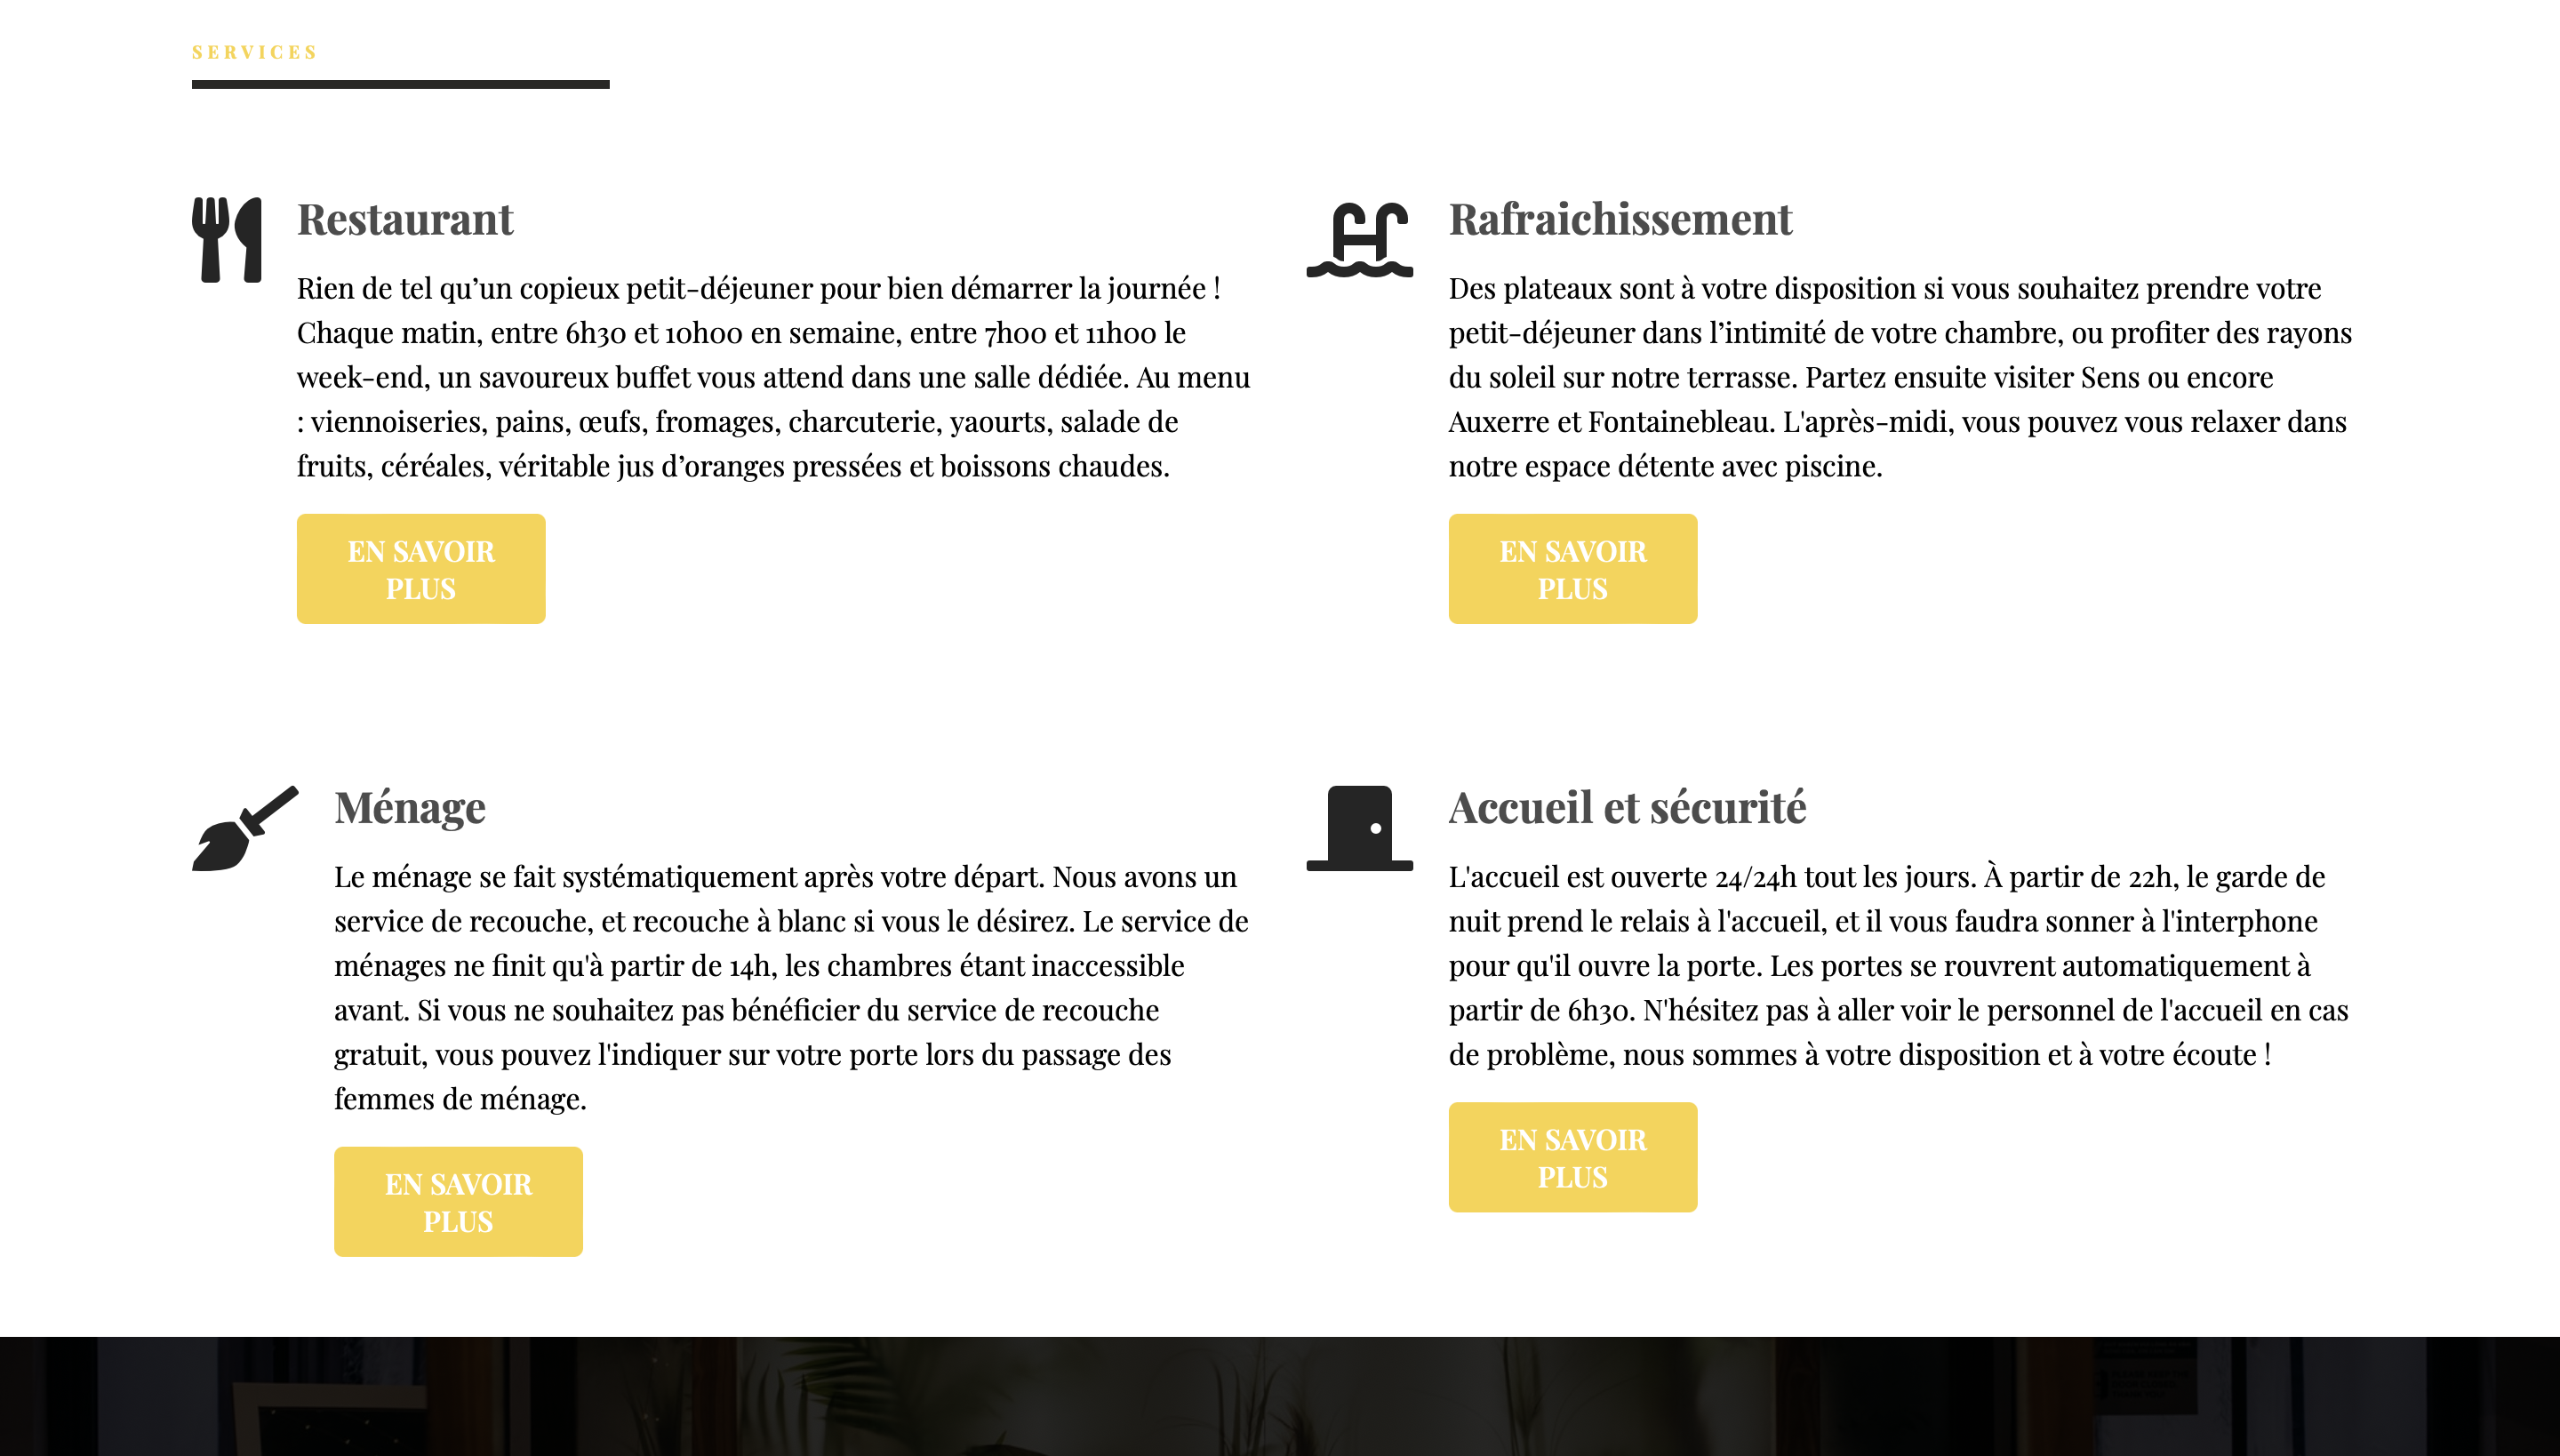 SERVICES
Restaurant
Rien de tel qu’un copieux petit-déjeuner pour bien démarrer la journée !
Chaque matin, entre 6h30 et 10h00 en semaine, entre 7h00 et 11h00 le
week-end, un savoureux buffet vous attend dans une salle dédiée. Au menu
: viennoiseries, pains, œufs, fromages, charcuterie, yaourts, salade de
fruits, céréales, véritable jus d’oranges pressées et boissons chaudes.
EN SAVOIR
PLUS
Rafraichissement
Des plateaux sont à votre disposition si vous souhaitez prendre votre
petit-déjeuner dans l’intimité de votre chambre, ou profiter des rayons
du soleil sur notre terrasse. Partez ensuite visiter Sens ou encore
Auxerre et Fontainebleau. L'après-midi, vous pouvez vous relaxer dans
notre espace détente avec piscine.
EN SAVOIR
PLUS
Ménage
Le ménage se fait systématiquement après votre départ. Nous avons un
service de recouche, et recouche à blanc si vous le désirez. Le service de
ménages ne finit qu'à partir de 14h, les chambres étant inaccessible
avant. Si vous ne souhaitez pas bénéficier du service de recouche
gratuit, vous pouvez l'indiquer sur votre porte lors du passage des
femmes de ménage.
EN SAVOIR
PLUS
Accueil et sécurité
L'accueil est ouverte 24/24h tout les jours. À partir de 22h, le garde de
nuit prend le relais à l'accueil, et il vous faudra sonner à l'interphone
pour qu'il ouvre la porte. Les portes se rouvrent automatiquement à
partir de 6h30. N'hésitez pas à aller voir le personnel de l'accueil en cas
de problème, nous sommes à votre disposition et à votre écoute !
EN SAVOIR
PLUS